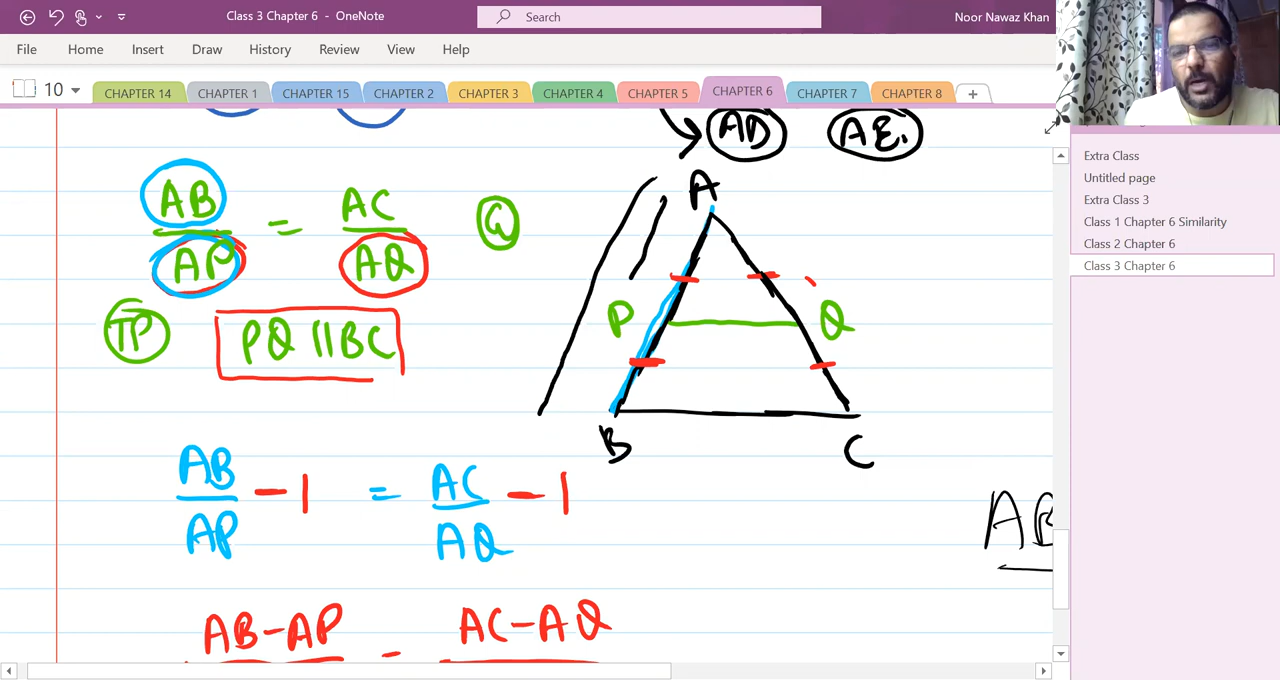 Class 3 Chapter 6 - OneNote
Search
Noor Nawaz Khan
File Home Insert Draw History Review View Help
10 CHAPTER 14 CHAPTER 1 CHAPTER 15 CHAPTER 2 CHAPTER 3 CHAPTER 4 CHAPTER 5 CHAPTER 6 CHAPTER 7 CHAPTER 8 +
Extra Class
Untitled page
Extra Class 3
Class 1 Chapter 6 Similarity
Class 2 Chapter 6
Class 3 Chapter 6
AD AE.
AB/AP = AC/AQ G
TP PQ || BC
A
P Q
B C
AB/AP - 1 = AC/AQ - 1
AB
AB - AP = AC - AQ